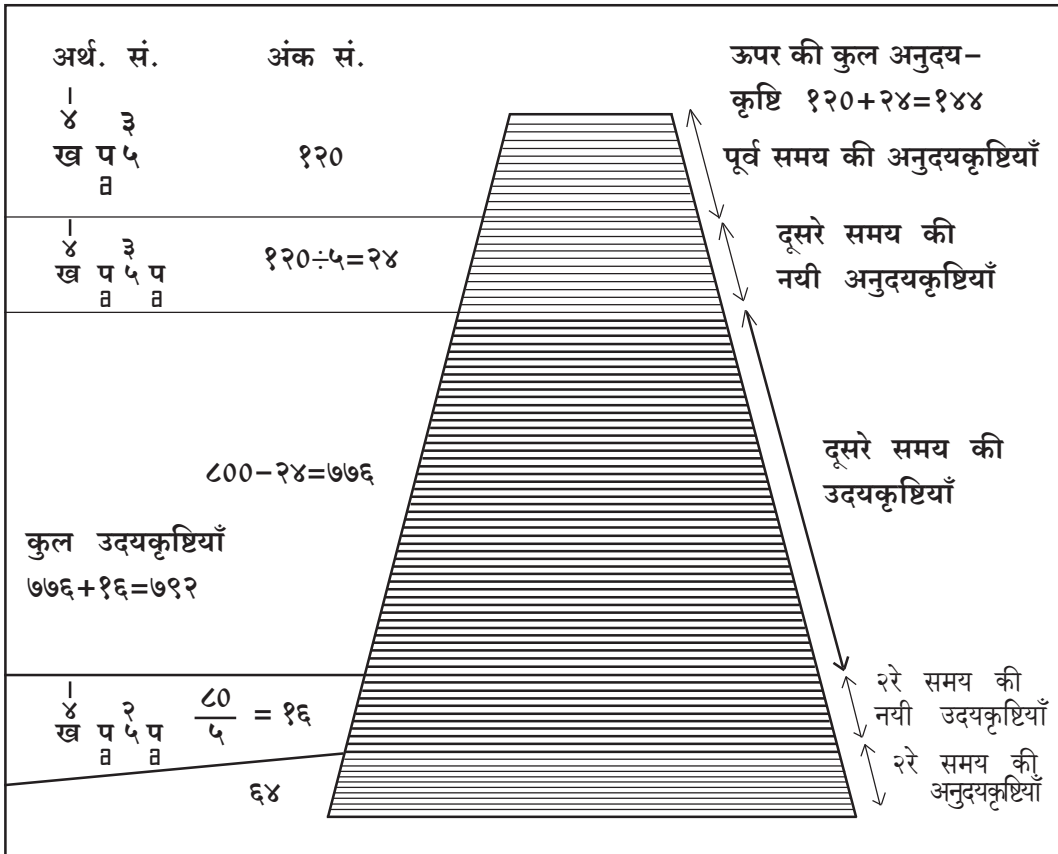 अर्थ. सं. अंक सं.
ऊपर की कुल अनुदय–
कृष्टि १२०+२४=१४४
।
४ ३
ख प ५ १२०
a
पूर्व समय की अनुदयकृष्टियाँ
।
४ ३
ख प ५ प १२०÷५=२४
a a
दूसरे समय की
नयी अनुदयकृष्टियाँ
८००–२४=७७६
दूसरे समय की
उदयकृष्टियाँ
कुल उदयकृष्टियाँ
७७६+१६=७९२
।
४ २ ८०
ख प ५ प ५ = १६
a a
२रे समय की
नयी उदयकृष्टियाँ
६४
२रे समय की
अनुदयकृष्टियाँ